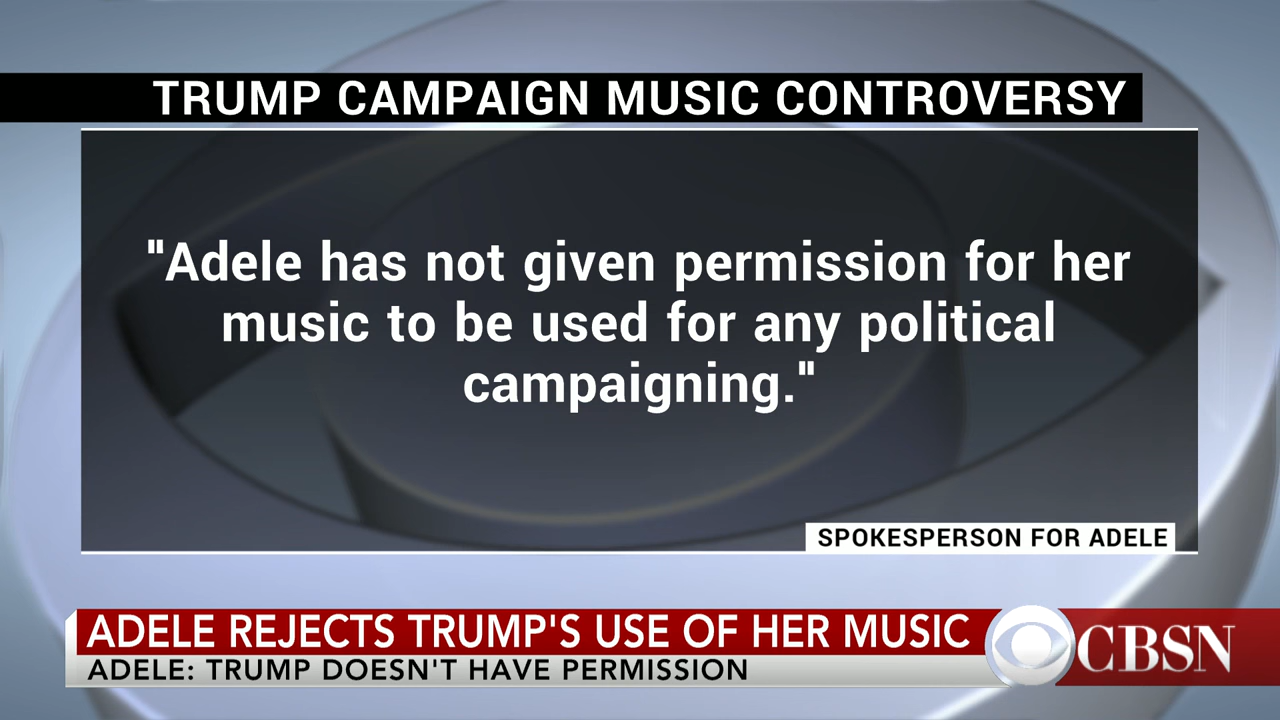 TRUMP CAMPAIGN MUSIC CONTROVERSY
"Adele has not given permission for her
music to be used for any political
campaigning."
SPOKESPERSON FOR ADELE
ADELE REJECTS TRUMP'S USE OF HER MUSIC
ADELE: TRUMP DOESN'T HAVE PERMISSION
CBSN